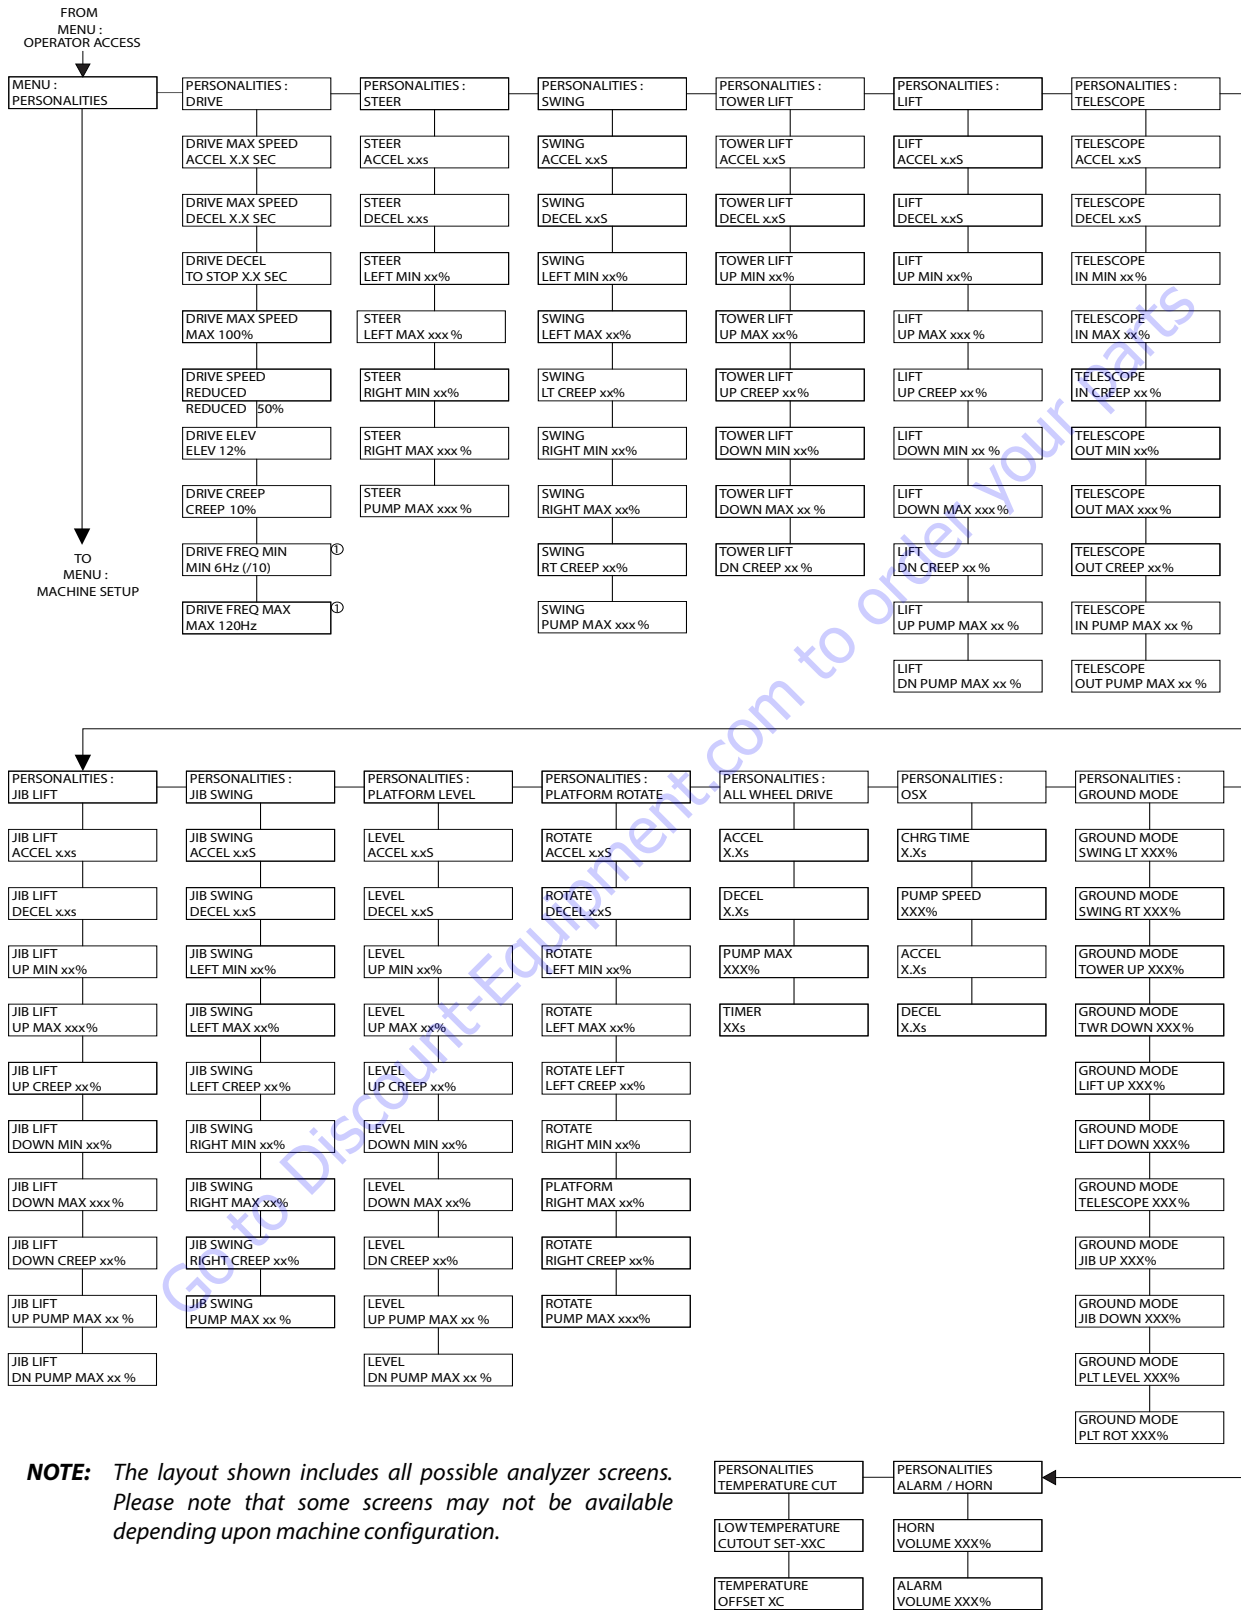 FROM
MENU :
OPERATOR ACCESS
MENU :
PERSONALITIES
TO
MENU :
MACHINE SETUP
PERSONALITIES :
DRIVE
DRIVE MAX SPEED
ACCEL X.X SEC
DRIVE MAX SPEED
DECEL X.X SEC
DRIVE DECEL
TO STOP X.X SEC
DRIVE MAX SPEED
MAX 100%
DRIVE SPEED
REDUCED
REDUCED 50%
DRIVE ELEV
ELEV 12%
DRIVE CREEP
CREEP 10%
DRIVE FREQ MIN ①
MIN 6Hz (/10)
DRIVE FREQ MAX ①
MAX 120Hz
PERSONALITIES :
STEER
STEER
ACCEL x.xs
STEER
DECEL x.xs
STEER
LEFT MIN xx%
STEER
LEFT MAX xxx %
STEER
RIGHT MIN xx%
STEER
RIGHT MAX xxx %
STEER
PUMP MAX xxx %
PERSONALITIES :
SWING
SWING
ACCEL x.xS
SWING
DECEL x.xS
SWING
LEFT MIN xx%
SWING
LEFT MAX xx%
SWING
LT CREEP xx%
SWING
RIGHT MIN xx%
SWING
RIGHT MAX xx%
SWING
RT CREEP xx%
SWING
PUMP MAX xxx %
PERSONALITIES :
TOWER LIFT
TOWER LIFT
ACCEL x.xS
TOWER LIFT
DECEL x.xS
TOWER LIFT
UP MIN xx%
TOWER LIFT
UP MAX xx%
TOWER LIFT
UP CREEP xx%
TOWER LIFT
DOWN MIN xx%
TOWER LIFT
DOWN MAX xx %
TOWER LIFT
DN CREEP xx%
PERSONALITIES :
LIFT
LIFT
ACCEL x.xS
LIFT
DECEL x.xS
LIFT
UP MIN xx%
LIFT
UP MAX xxx %
LIFT
UP CREEP xx%
LIFT
DOWN MIN xx %
LIFT
DOWN MAX xxx%
LIFT
DN CREEP xx %
LIFT
UP PUMP MAX xx %
LIFT
DN PUMP MAX xx %
PERSONALITIES :
TELESCOPE
TELESCOPE
ACCEL x.xS
TELESCOPE
DECEL x.xS
TELESCOPE
IN MIN xx %
TELESCOPE
IN MAX xx%
TELESCOPE
IN CREEP xx %
TELESCOPE
OUT MIN xx%
TELESCOPE
OUT MAX xxx%
TELESCOPE
OUT CREEP xx%
TELESCOPE
IN PUMP MAX xx %
TELESCOPE
OUT PUMP MAX xx %
PERSONALITIES :
JIB LIFT
JIB LIFT
ACCEL x.xs
JIB LIFT
DECEL x.xs
JIB LIFT
UP MIN xx%
JIB LIFT
UP MAX xxx%
JIB LIFT
UP CREEP xx%
JIB LIFT
DOWN MIN xx%
JIB LIFT
DOWN MAX xxx %
JIB LIFT
DOWN CREEP xx%
JIB LIFT
UP PUMP MAX xx %
JIB LIFT
DN PUMP MAX xx %
PERSONALITIES :
JIB SWING
JIB SWING
ACCEL x.xS
JIB SWING
DECEL x.xS
JIB SWING
LEFT MIN xx%
JIB SWING
LEFT MAX xx%
JIB SWING
LEFT CREEP xx%
JIB SWING
RIGHT MIN xx%
JIB SWING
RIGHT MAX xx%
JIB SWING
RIGHT CREEP xx%
JIB SWING
PUMP MAX xx %
PERSONALITIES :
PLATFORM LEVEL
LEVEL
ACCEL x.xS
LEVEL
DECEL x.xS
LEVEL
UP MIN xx%
LEVEL
UP MAX xx%
LEVEL
UP CREEP xx%
LEVEL
DOWN MIN xx%
LEVEL
DOWN MAX xx%
LEVEL
DN CREEP xx%
LEVEL
UP PUMP MAX xx %
LEVEL
DN PUMP MAX xx %
PERSONALITIES :
PLATFORM ROTATE
ROTATE
ACCEL x.xS
ROTATE
DECEL x.xS
ROTATE
LEFT MIN xx%
ROTATE
LEFT MAX xx%
ROTATE LEFT
LEFT CREEP xx%
ROTATE
RIGHT MIN xx%
PLATFORM
RIGHT MAX xx%
ROTATE
RIGHT CREEP xx%
ROTATE
PUMP MAX xxx%
PERSONALITIES :
ALL WHEEL DRIVE
ACCEL
X.Xs
DECEL
X.Xs
PUMP MAX
XXX%
TIMER
XXs
PERSONALITIES :
OSX
CHRG TIME
X.Xs
PUMP SPEED
XXX%
ACCEL
X.Xs
DECEL
X.Xs
PERSONALITIES :
GROUND MODE
GROUND MODE
SWING LT XXX%
GROUND MODE
SWING RT XXX%
GROUND MODE
TOWER UP XXX%
GROUND MODE
TWR DOWN XXX%
GROUND MODE
LIFT UP XXX%
GROUND MODE
LIFT DOWN XXX%
GROUND MODE
TELESCOPE XXX%
GROUND MODE
JIB UP XXX%
GROUND MODE
JIB DOWN XXX%
GROUND MODE
PLT LEVEL XXX%
GROUND MODE
PLT ROT XXX%
PERSONALITIES
TEMPERATURE CUT
LOW TEMPERATURE
CUTOUT SET-XXC
TEMPERATURE
OFFSET XC
PERSONALITIES
ALARM / HORN
HORN
VOLUME XXX%
ALARM
VOLUME XXX%
NOTE: The layout shown includes all possible analyzer screens.
Please note that some screens may not be available
depending upon machine configuration.
Go to Discount-Equipment.com to order your parts